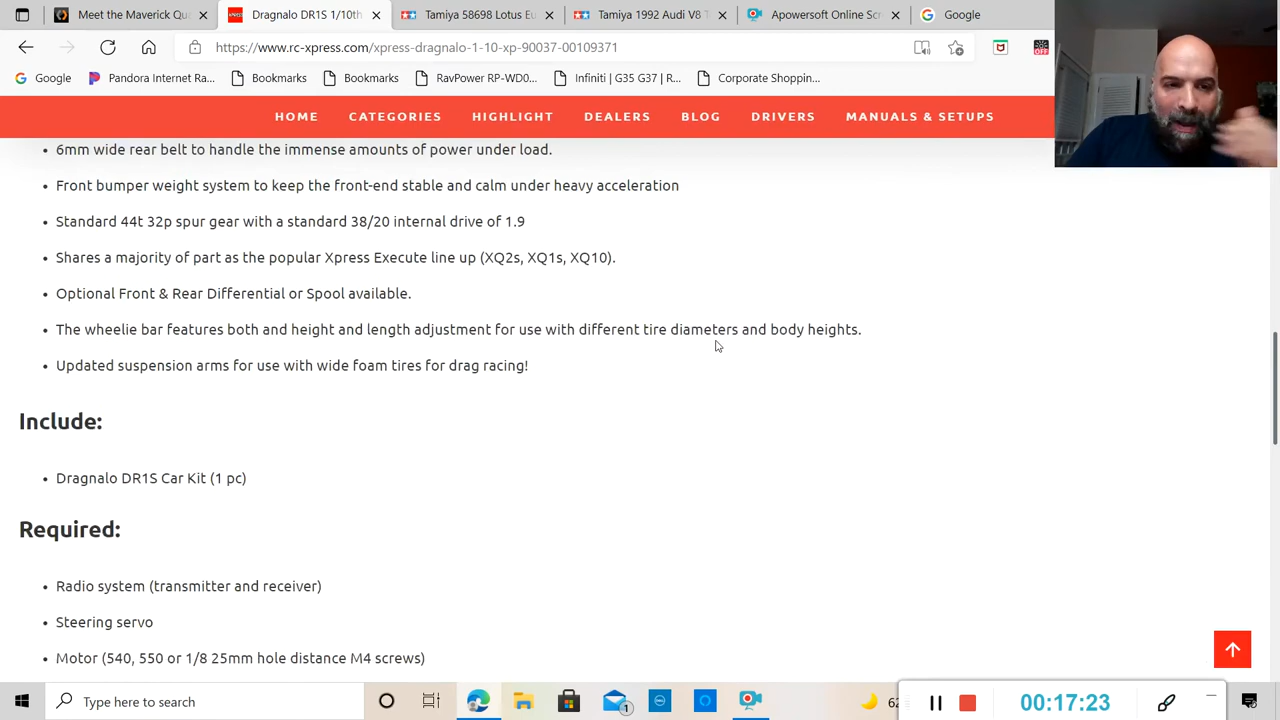 Meet the Maverick Qu
Dragnalo DR1S 1/10th
Tamiya 58698 Lotus Eu
Tamiya 1992 Audi V8 T
Apowersoft Online Scr
Google
https://www.rc-xpress.com/xpress-dragnalo-1-10-xp-90037-00109371
OFF
Google
Pandora Internet Ra...
Bookmarks
Bookmarks
RavPower RP-WD0...
Infiniti | G35 G37 | R...
Corporate Shoppin...
HOME
CATEGORIES
HIGHLIGHT
DEALERS
BLOG
DRIVERS
MANUALS & SETUPS
• 6mm wide rear belt to handle the immense amounts of power under load.
• Front bumper weight system to keep the front-end stable and calm under heavy acceleration
• Standard 44t 32p spur gear with a standard 38/20 internal drive of 1.9
• Shares a majority of part as the popular Xpress Execute line up (XQ2s, XQ1s, XQ10).
• Optional Front & Rear Differential or Spool available.
• The wheelie bar features both and height and length adjustment for use with different tire diameters and body heights.
• Updated suspension arms for use with wide foam tires for drag racing!
Include:
• Dragnalo DR1S Car Kit (1 pc)
Required:
• Radio system (transmitter and receiver)
• Steering servo
• Motor (540, 550 or 1/8 25mm hole distance M4 screws)
Type here to search
1
00:17:23